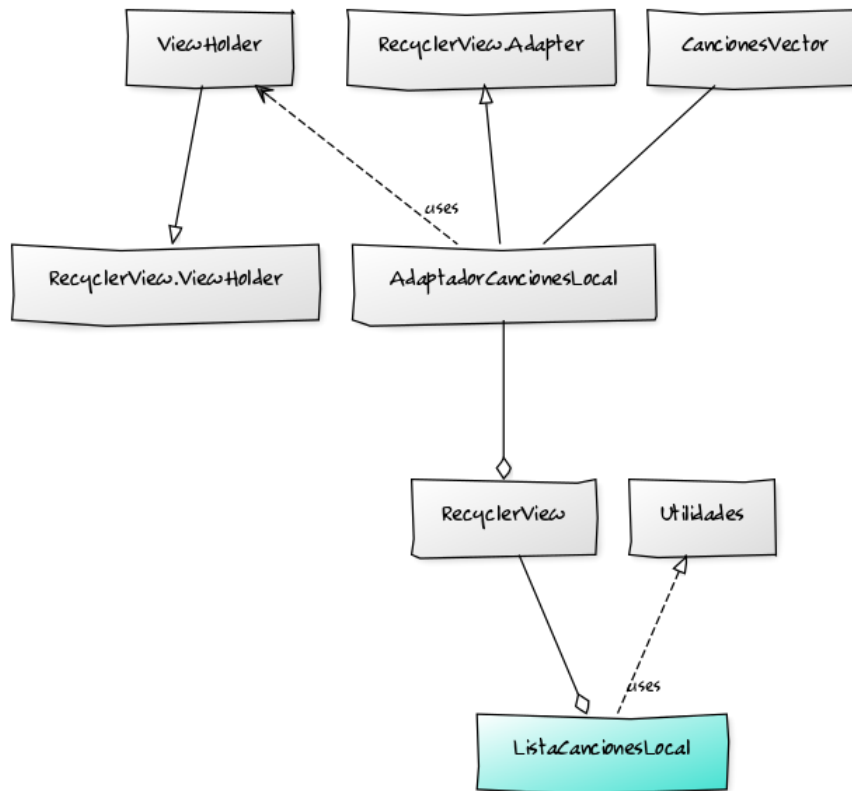 ViewHolder
RecyclerView.Adapter
CancionesVector
uses
RecyclerView.ViewHolder
AdaptadorCancionesLocal
RecyclerView
Utilidades
uses
ListaCancionesLocal